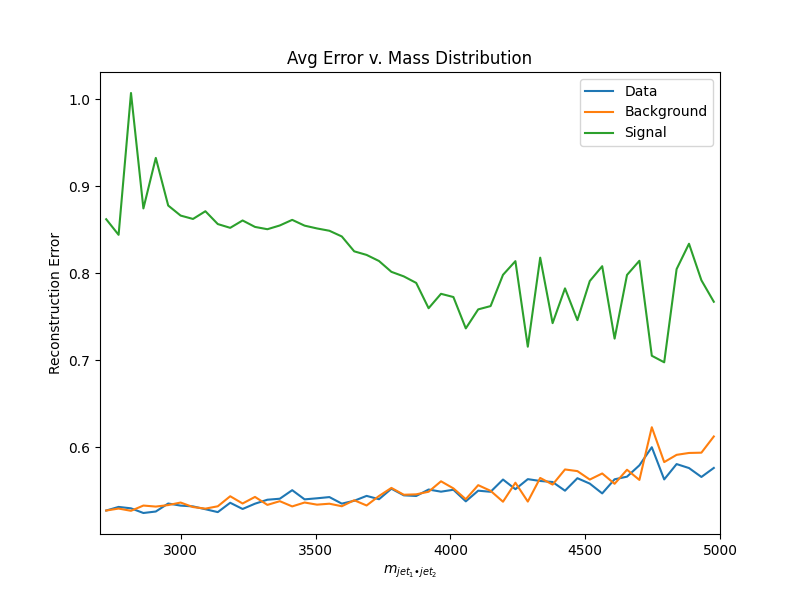 Avg Error v. Mass Distribution
Data
Background
Signal
Reconstruction Error
1.0
0.9
0.8
0.7
0.6
3000 3500 4000 4500 5000
m_{jet_1•jet_2}